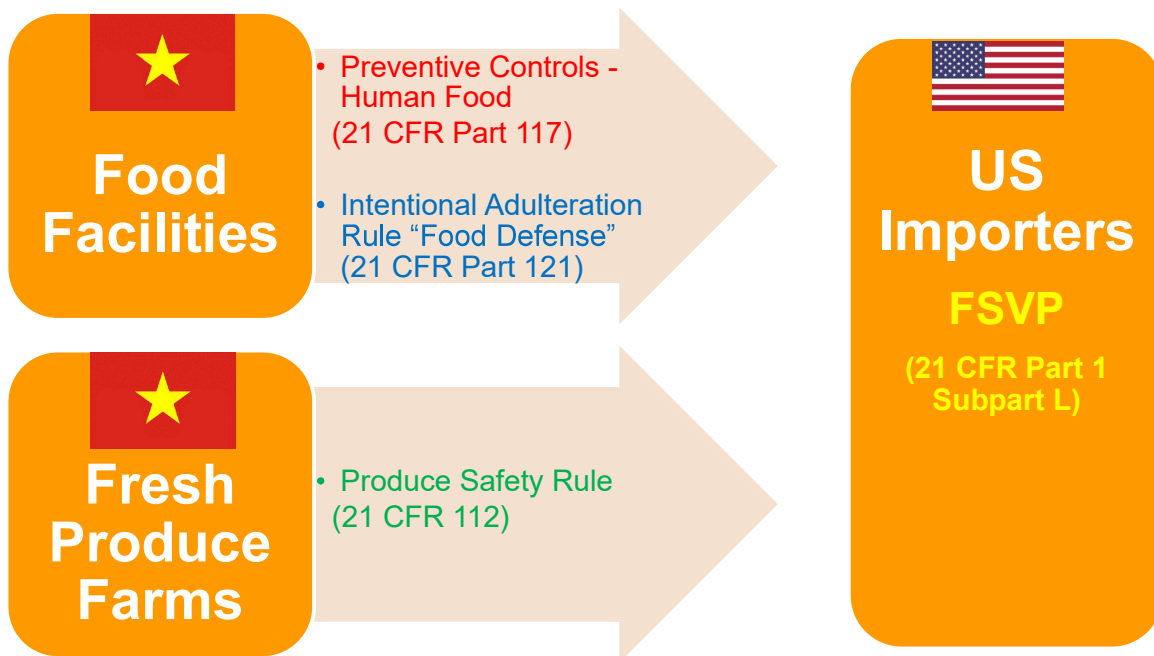 Food
Facilities
• Preventive Controls -
Human Food
(21 CFR Part 117)
• Intentional Adulteration
Rule “Food Defense”
(21 CFR Part 121)
Fresh
Produce
Farms
• Produce Safety Rule
(21 CFR 112)
US
Importers
FSVP
(21 CFR Part 1
Subpart L)